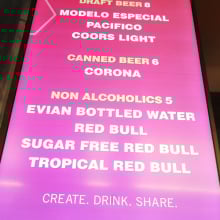 DRAFT BEER 8
MODELO ESPECIAL
PACIFICO
COORS LIGHT
CANNED BEER 6
CORONA
NON ALCOHOLICS 5
EVIAN BOTTLED WATER
RED BULL
SUGAR FREE RED BULL
TROPICAL RED BULL
CREATE. DRINK. SHARE.